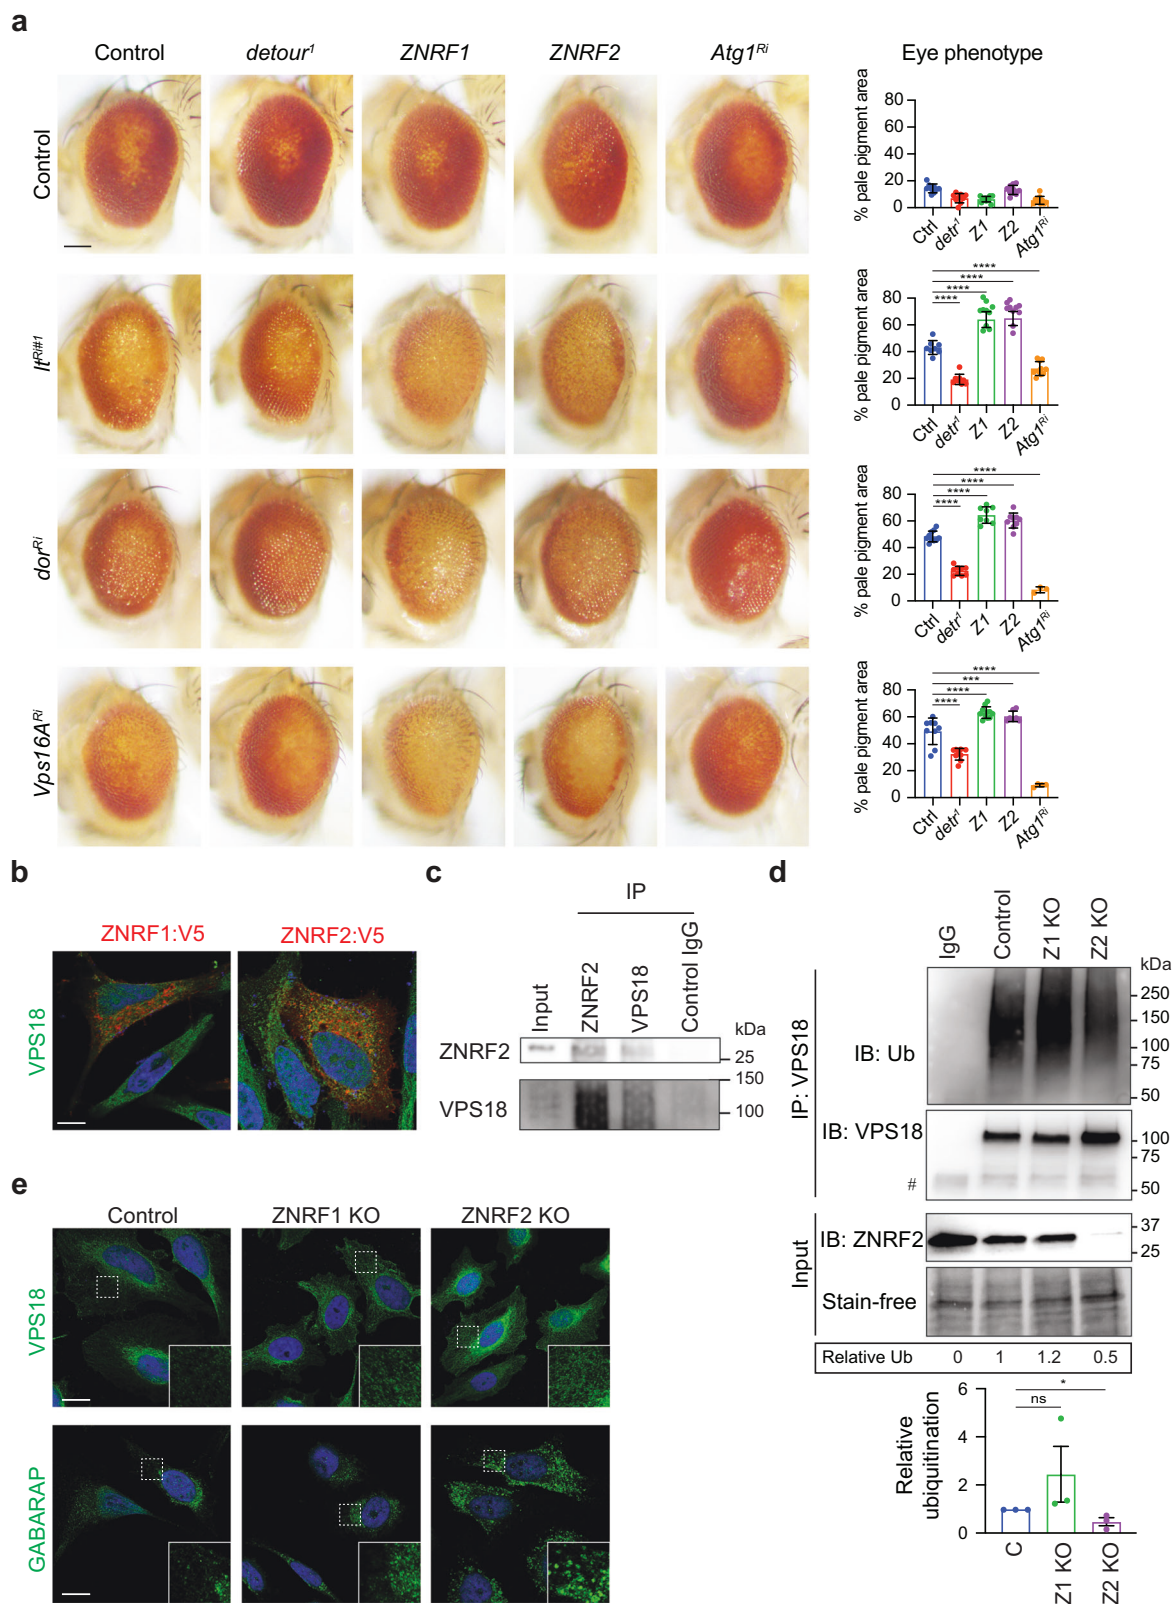 a
Control
detour¹
ZNRF1
ZNRF2
Atg1ᴿⁱ
Eye phenotype
Control
% pale pigment area
80
60
40
20
0
Ctrl
detr¹
Z1
Z2
Atg1ᴿⁱ
ltᴿⁱ#¹
% pale pigment area
80
60
40
20
0
****
****
****
****
Ctrl
detr¹
Z1
Z2
Atg1ᴿⁱ
dorᴿⁱ
% pale pigment area
80
60
40
20
0
****
****
****
****
Ctrl
detr¹
Z1
Z2
Atg1ᴿⁱ
Vps16Aᴿⁱ
% pale pigment area
80
60
40
20
0
****
***
****
****
Ctrl
detr¹
Z1
Z2
Atg1ᴿⁱ
b
ZNRF1:V5
ZNRF2:V5
VPS18
c
IP
Input
ZNRF2
VPS18
Control IgG
kDa
ZNRF2
25
150
VPS18
100
d
IgG
Control
Z1 KO
Z2 KO
kDa
IP: VPS18
IB: Ub
250
150
100
75
50
IB: VPS18
100
75
#
50
Input
IB: ZNRF2
37
25
Stain-free
Relative Ub 0 1 1.2 0.5
Relative
ubiquitination
6
4
2
0
*
ns
C
Z1 KO
Z2 KO
e
Control
ZNRF1 KO
ZNRF2 KO
VPS18
GABARAP